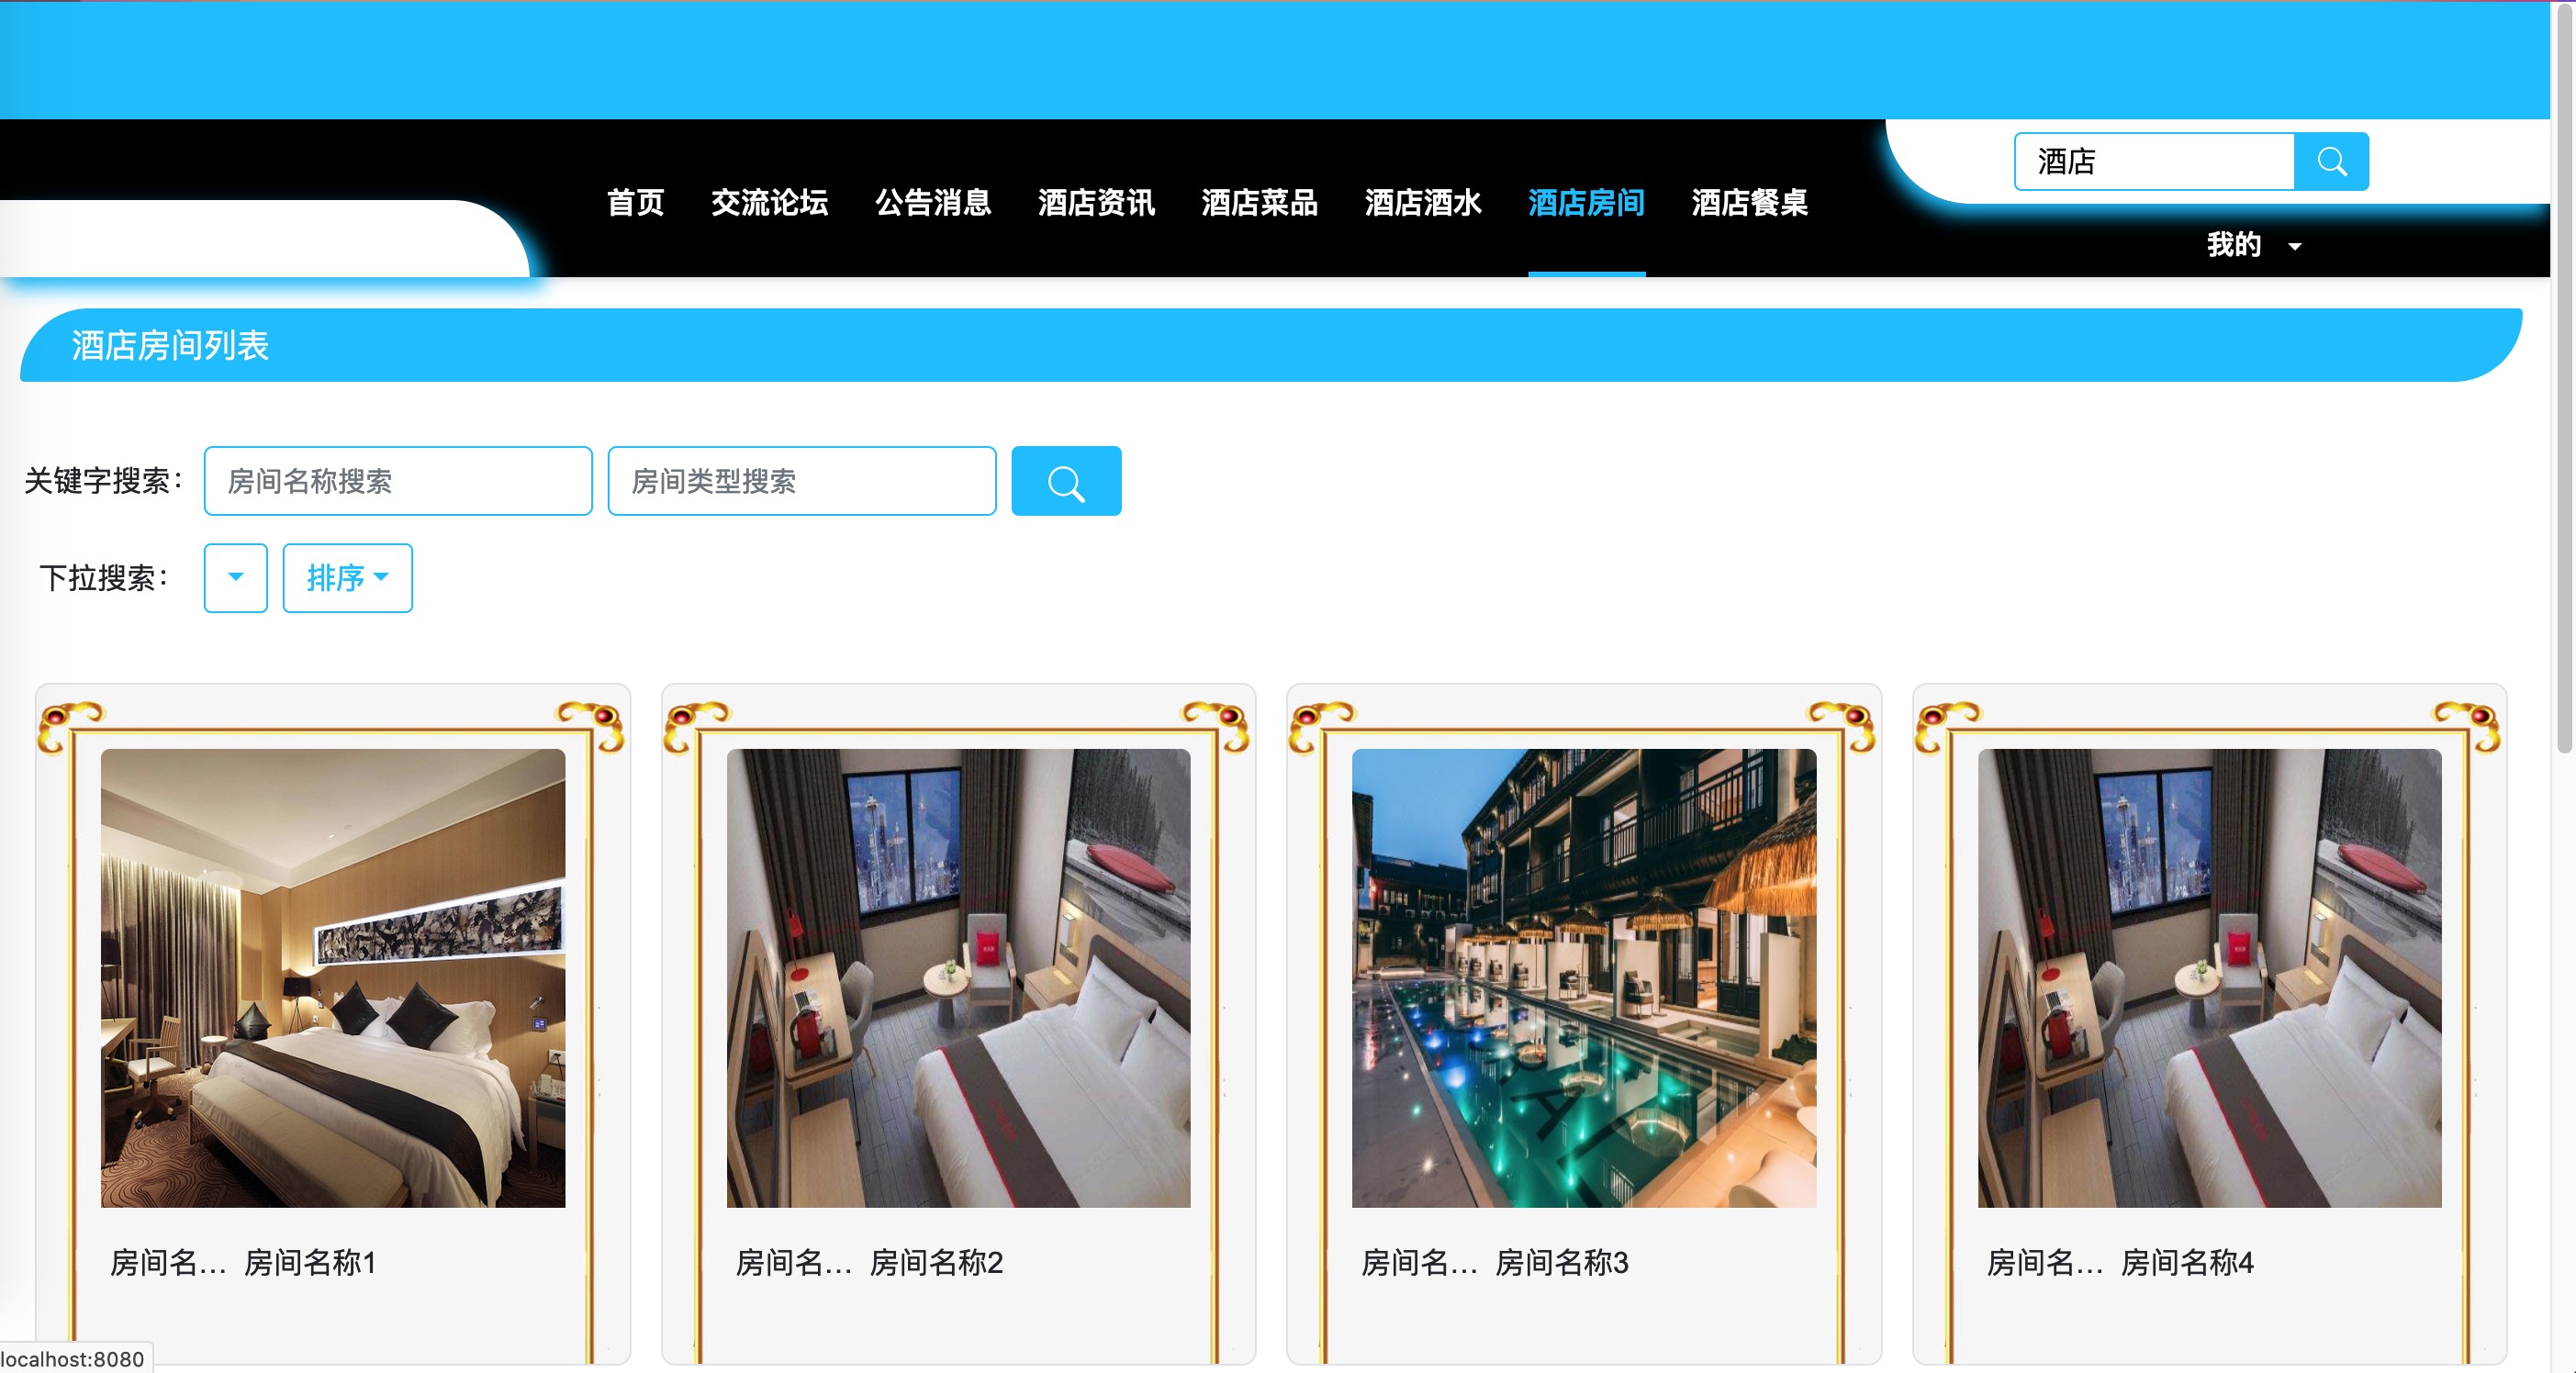 酒店
首页 交流论坛 公告消息 酒店资讯 酒店菜品 酒店酒水 酒店房间 酒店餐桌
我的
酒店房间列表
关键字搜索： 房间名称搜索 房间类型搜索
下拉搜索： 排序
房间名... 房间名称1
房间名... 房间名称2
房间名... 房间名称3
房间名... 房间名称4
localhost:8080